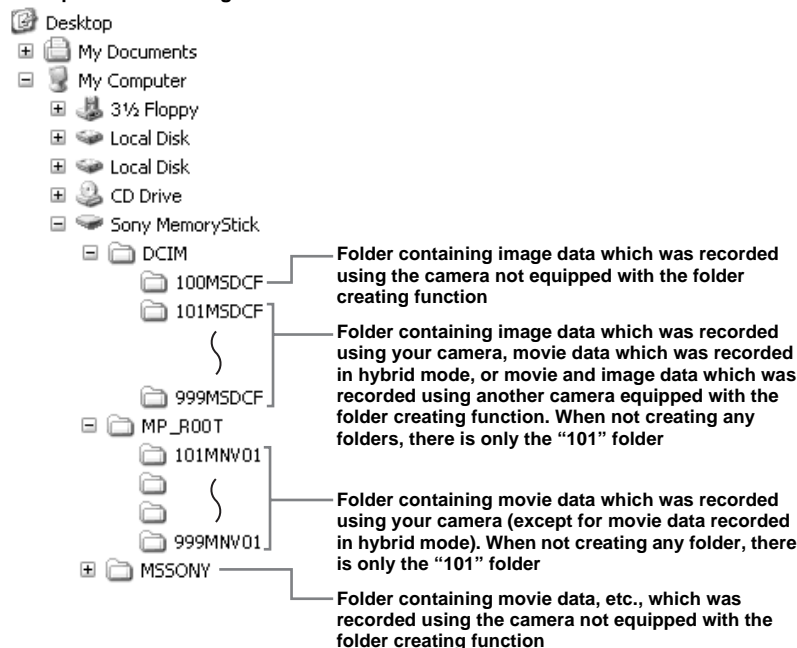 Desktop
My Documents
My Computer
3½ Floppy
Local Disk
Local Disk
CD Drive
Sony MemoryStick
DCIM
100MSDCF
Folder containing image data which was recorded
using the camera not equipped with the folder
creating function
101MSDCF
999MSDCF
Folder containing image data which was recorded
using your camera, movie data which was recorded
in hybrid mode, or movie and image data which was
recorded using another camera equipped with the
folder creating function. When not creating any
folders, there is only the “101” folder
MP_ROOT
101MNV01
999MNV01
Folder containing movie data which was recorded
using your camera (except for movie data recorded
in hybrid mode). When not creating any folder, there
is only the “101” folder
MSSONY
Folder containing movie data, etc., which was
recorded using the camera not equipped with the
folder creating function